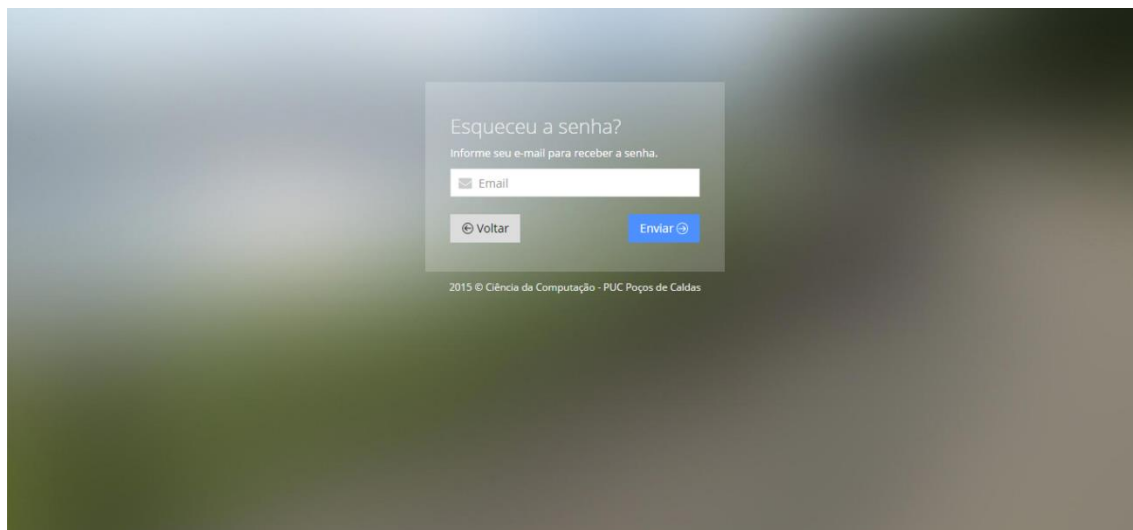 Esqueceu a senha?
Informe seu e-mail para receber a senha.
Email
Voltar
Enviar
2015 © Ciência da Computação - PUC Poços de Caldas